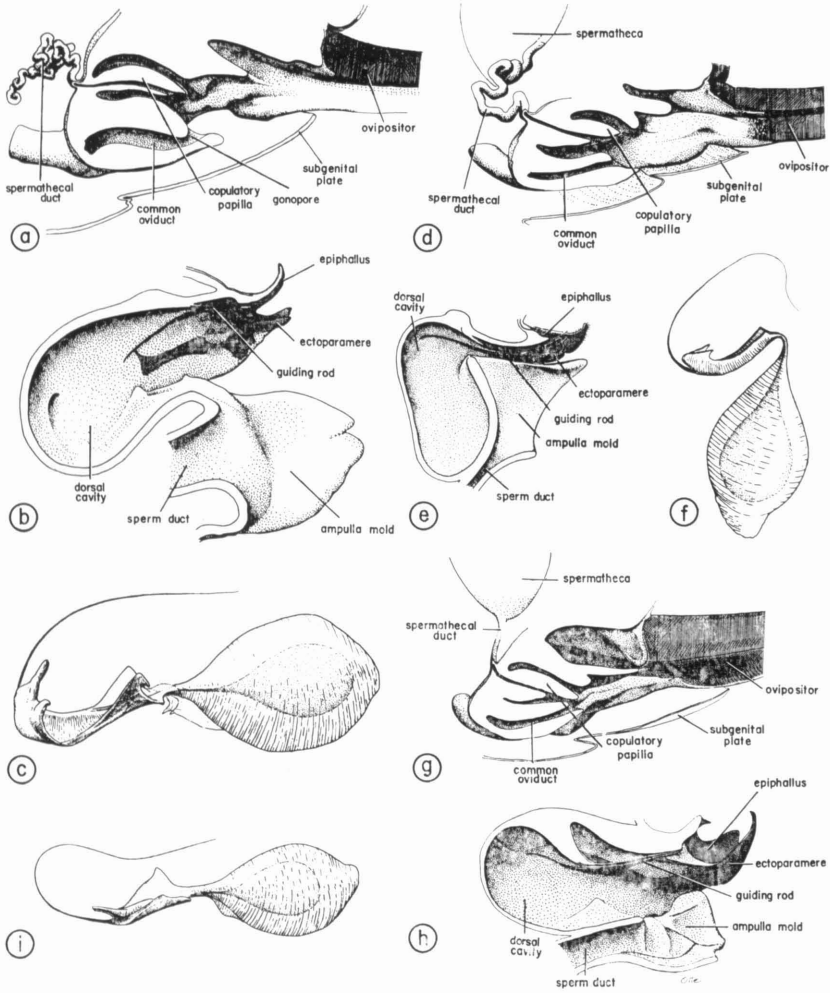 ovipositor
subgenital
plate
gonopore
copulatory
papilla
common
oviduct
spermathecal
duct
a
spermatheca
ovipositor
subgenital
plate
copulatory
papilla
common
oviduct
spermathecal
duct
d
epiphallus
ectoparamere
guiding rod
dorsal
cavity
sperm duct
ampulla mold
b
dorsal
cavity
epiphallus
ectoparamere
guiding rod
ampulla mold
sperm duct
e
f
c
spermatheca
spermathecal
duct
ovipositor
subgenital
plate
copulatory
papilla
common
oviduct
g
i
epiphallus
ectoparamere
guiding rod
ampulla mold
dorsal
cavity
sperm duct
h